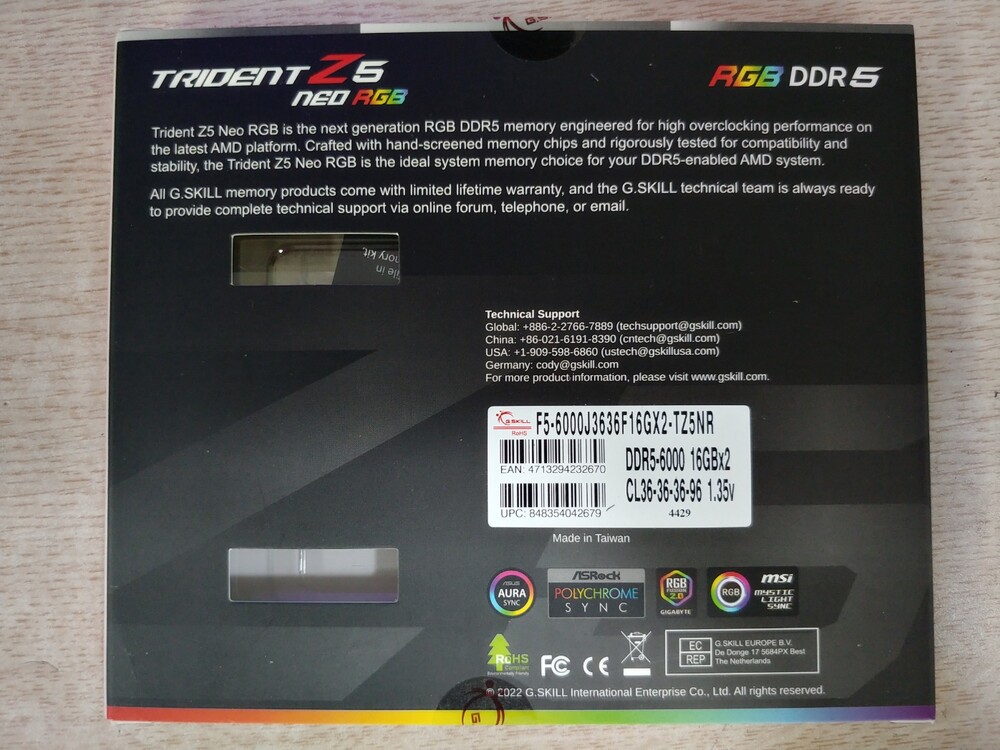 TRIDENT Z5
NEO RGB
RGB DDR5
Trident Z5 Neo RGB is the next generation RGB DDR5 memory engineered for high overclocking performance on
the latest AMD platform. Crafted with hand-screened memory chips and rigorously tested for compatibility and
stability, the Trident Z5 Neo RGB is the ideal system memory choice for your DDR5-enabled AMD system.
All G.SKILL memory products come with limited lifetime warranty, and the G.SKILL technical team is always ready
to provide complete technical support via online forum, telephone, or email.
Technical Support
Global: +886-2-2766-7889 (techsupport@gskill.com)
China: +86-021-6191-8390 (cntech@gskill.com)
USA: +1-909-598-6860 (ustech@gskillusa.com)
Germany: cody@gskill.com
For more product information, please visit www.gskill.com.
G.SKILL
RoHS
F5-6000J3636F16GX2-TZ5NR
EAN: 4713294232670
DDR5-6000 16GBx2
CL36-36-36-96 1.35v
UPC: 848354042679
4429
Made in Taiwan
ASUS
AURA
SYNC
ASRock
POLYCHROME
SYNC
RGB
FUSION
2.0
GIGABYTE
RGB
msi
MYSTIC
LIGHT
SYNC
RoHS
Compliant
Environmentally Friendly
FC
CE
EC
REP
G.SKILL EUROPE B.V.
De Donge 17 5684PX Best
The Netherlands
© 2022 G.SKILL International Enterprise Co., Ltd. All rights reserved.